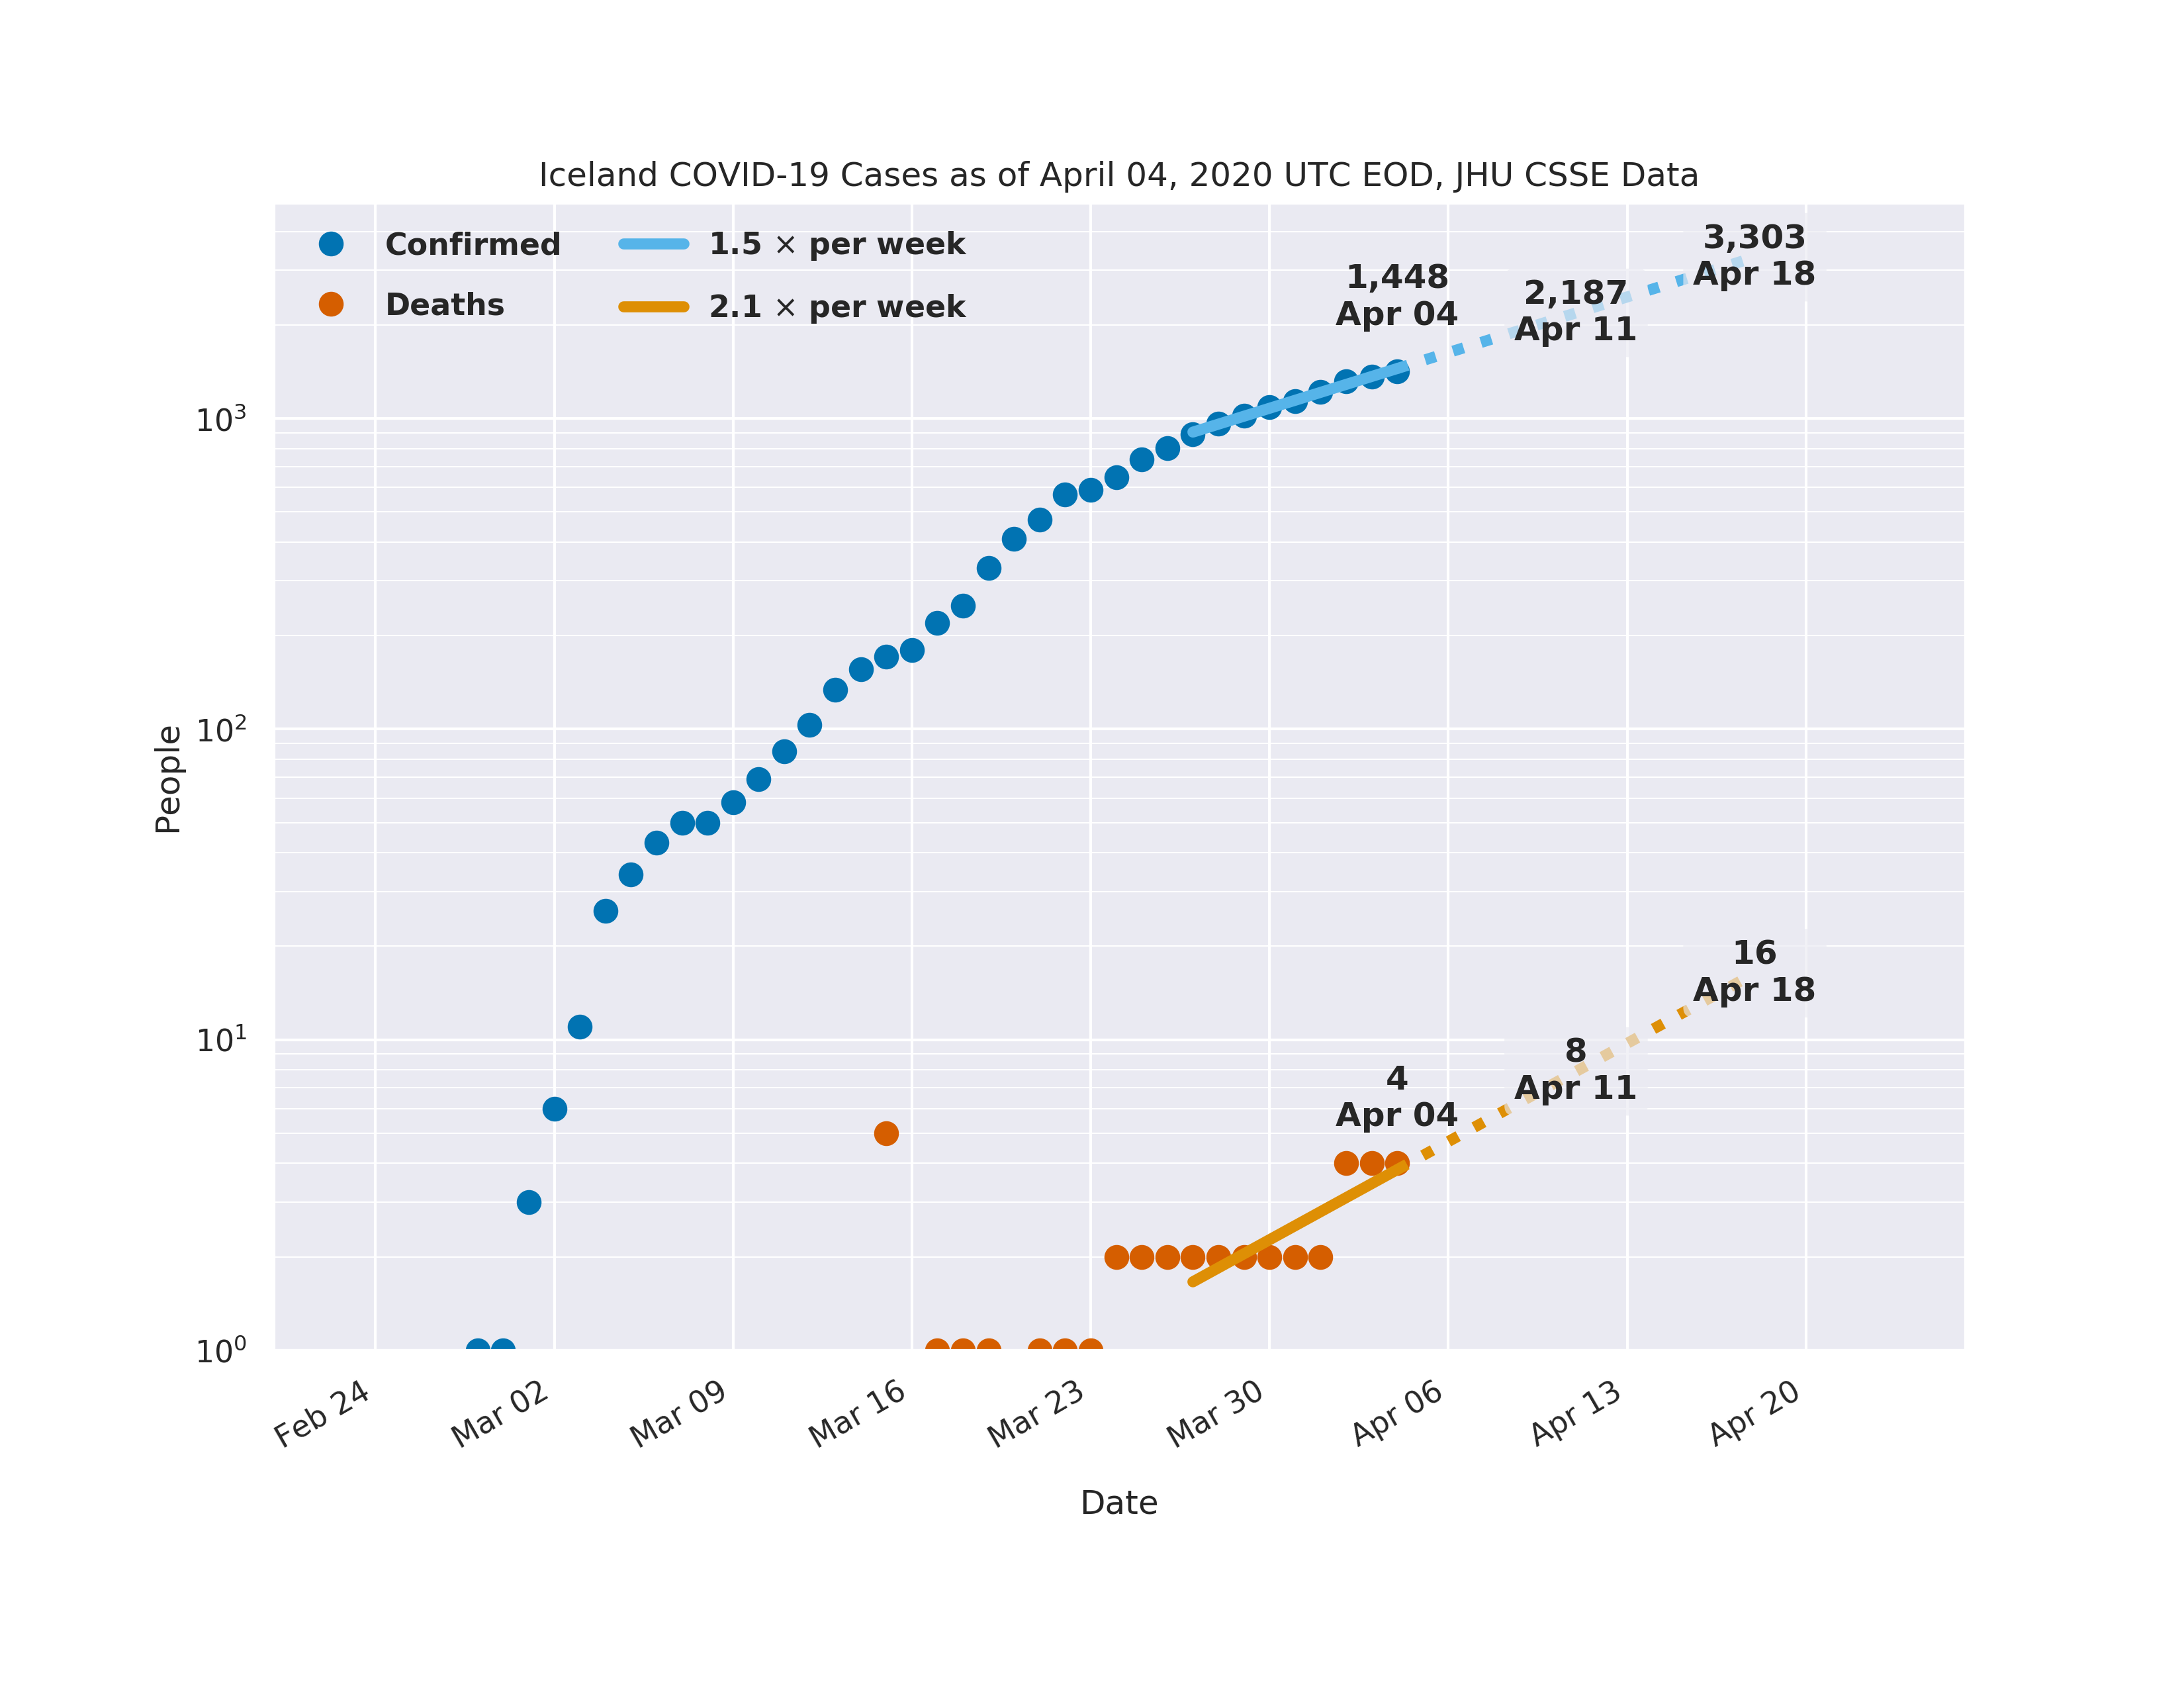 Iceland COVID-19 Cases as of April 04, 2020 UTC EOD, JHU CSSE Data
Confirmed
Deaths
1.5 × per week
2.1 × per week
1,448
Apr 04
2,187
Apr 11
3,303
Apr 18
4
Apr 04
8
Apr 11
16
Apr 18
People
10³
10²
10¹
10⁰
Feb 24
Mar 02
Mar 09
Mar 16
Mar 23
Mar 30
Apr 06
Apr 13
Apr 20
Date